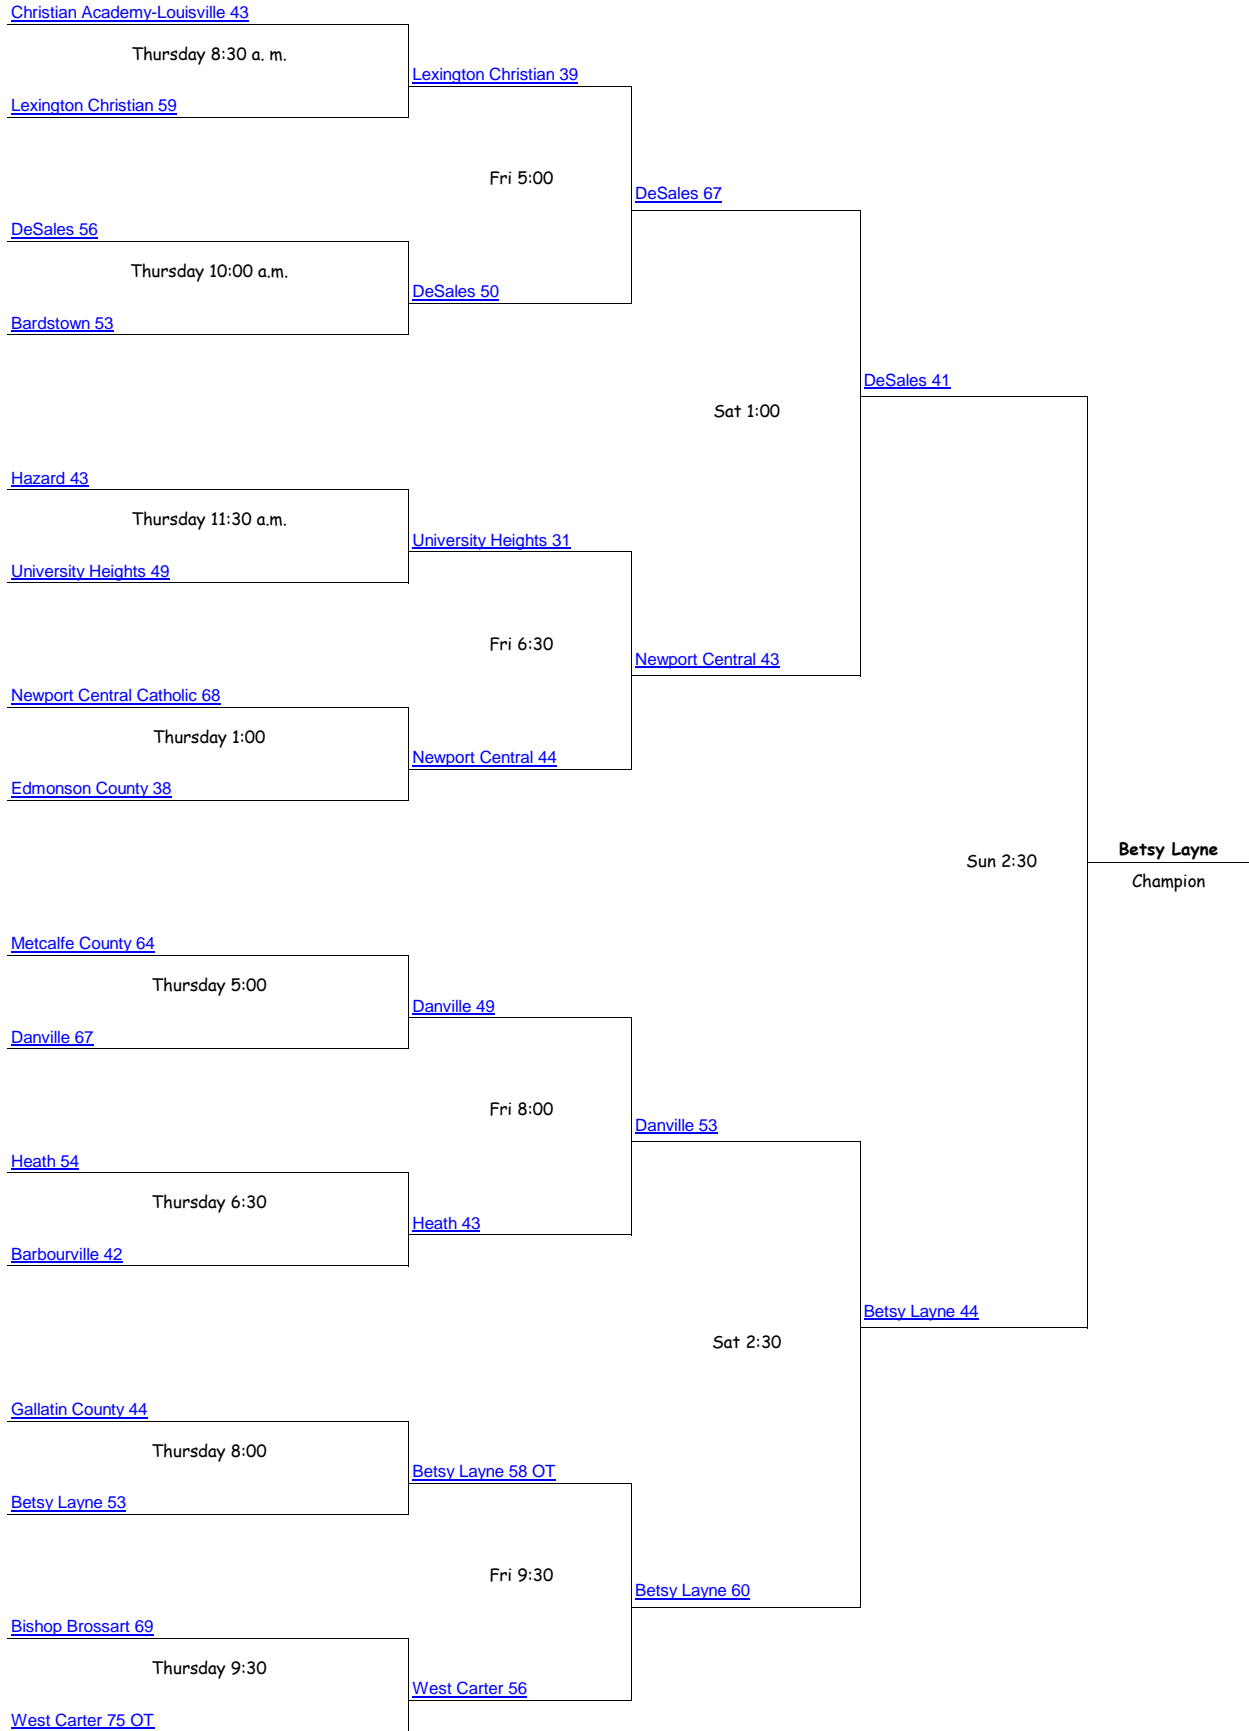 Christian Academy-Louisville 43
Thursday 8:30 a. m.
Lexington Christian 39
Lexington Christian 59
Fri 5:00
DeSales 67
DeSales 56
Thursday 10:00 a.m.
DeSales 50
Bardstown 53
DeSales 41
Sat 1:00
Hazard 43
Thursday 11:30 a.m.
University Heights 31
University Heights 49
Fri 6:30
Newport Central 43
Newport Central Catholic 68
Thursday 1:00
Newport Central 44
Edmonson County 38
Betsy Layne
Sun 2:30
Champion
Metcalfe County 64
Thursday 5:00
Danville 49
Danville 67
Fri 8:00
Danville 53
Heath 54
Thursday 6:30
Heath 43
Barbourville 42
Betsy Layne 44
Sat 2:30
Gallatin County 44
Thursday 8:00
Betsy Layne 58 OT
Betsy Layne 53
Fri 9:30
Betsy Layne 60
Bishop Brossart 69
Thursday 9:30
West Carter 56
West Carter 75 OT